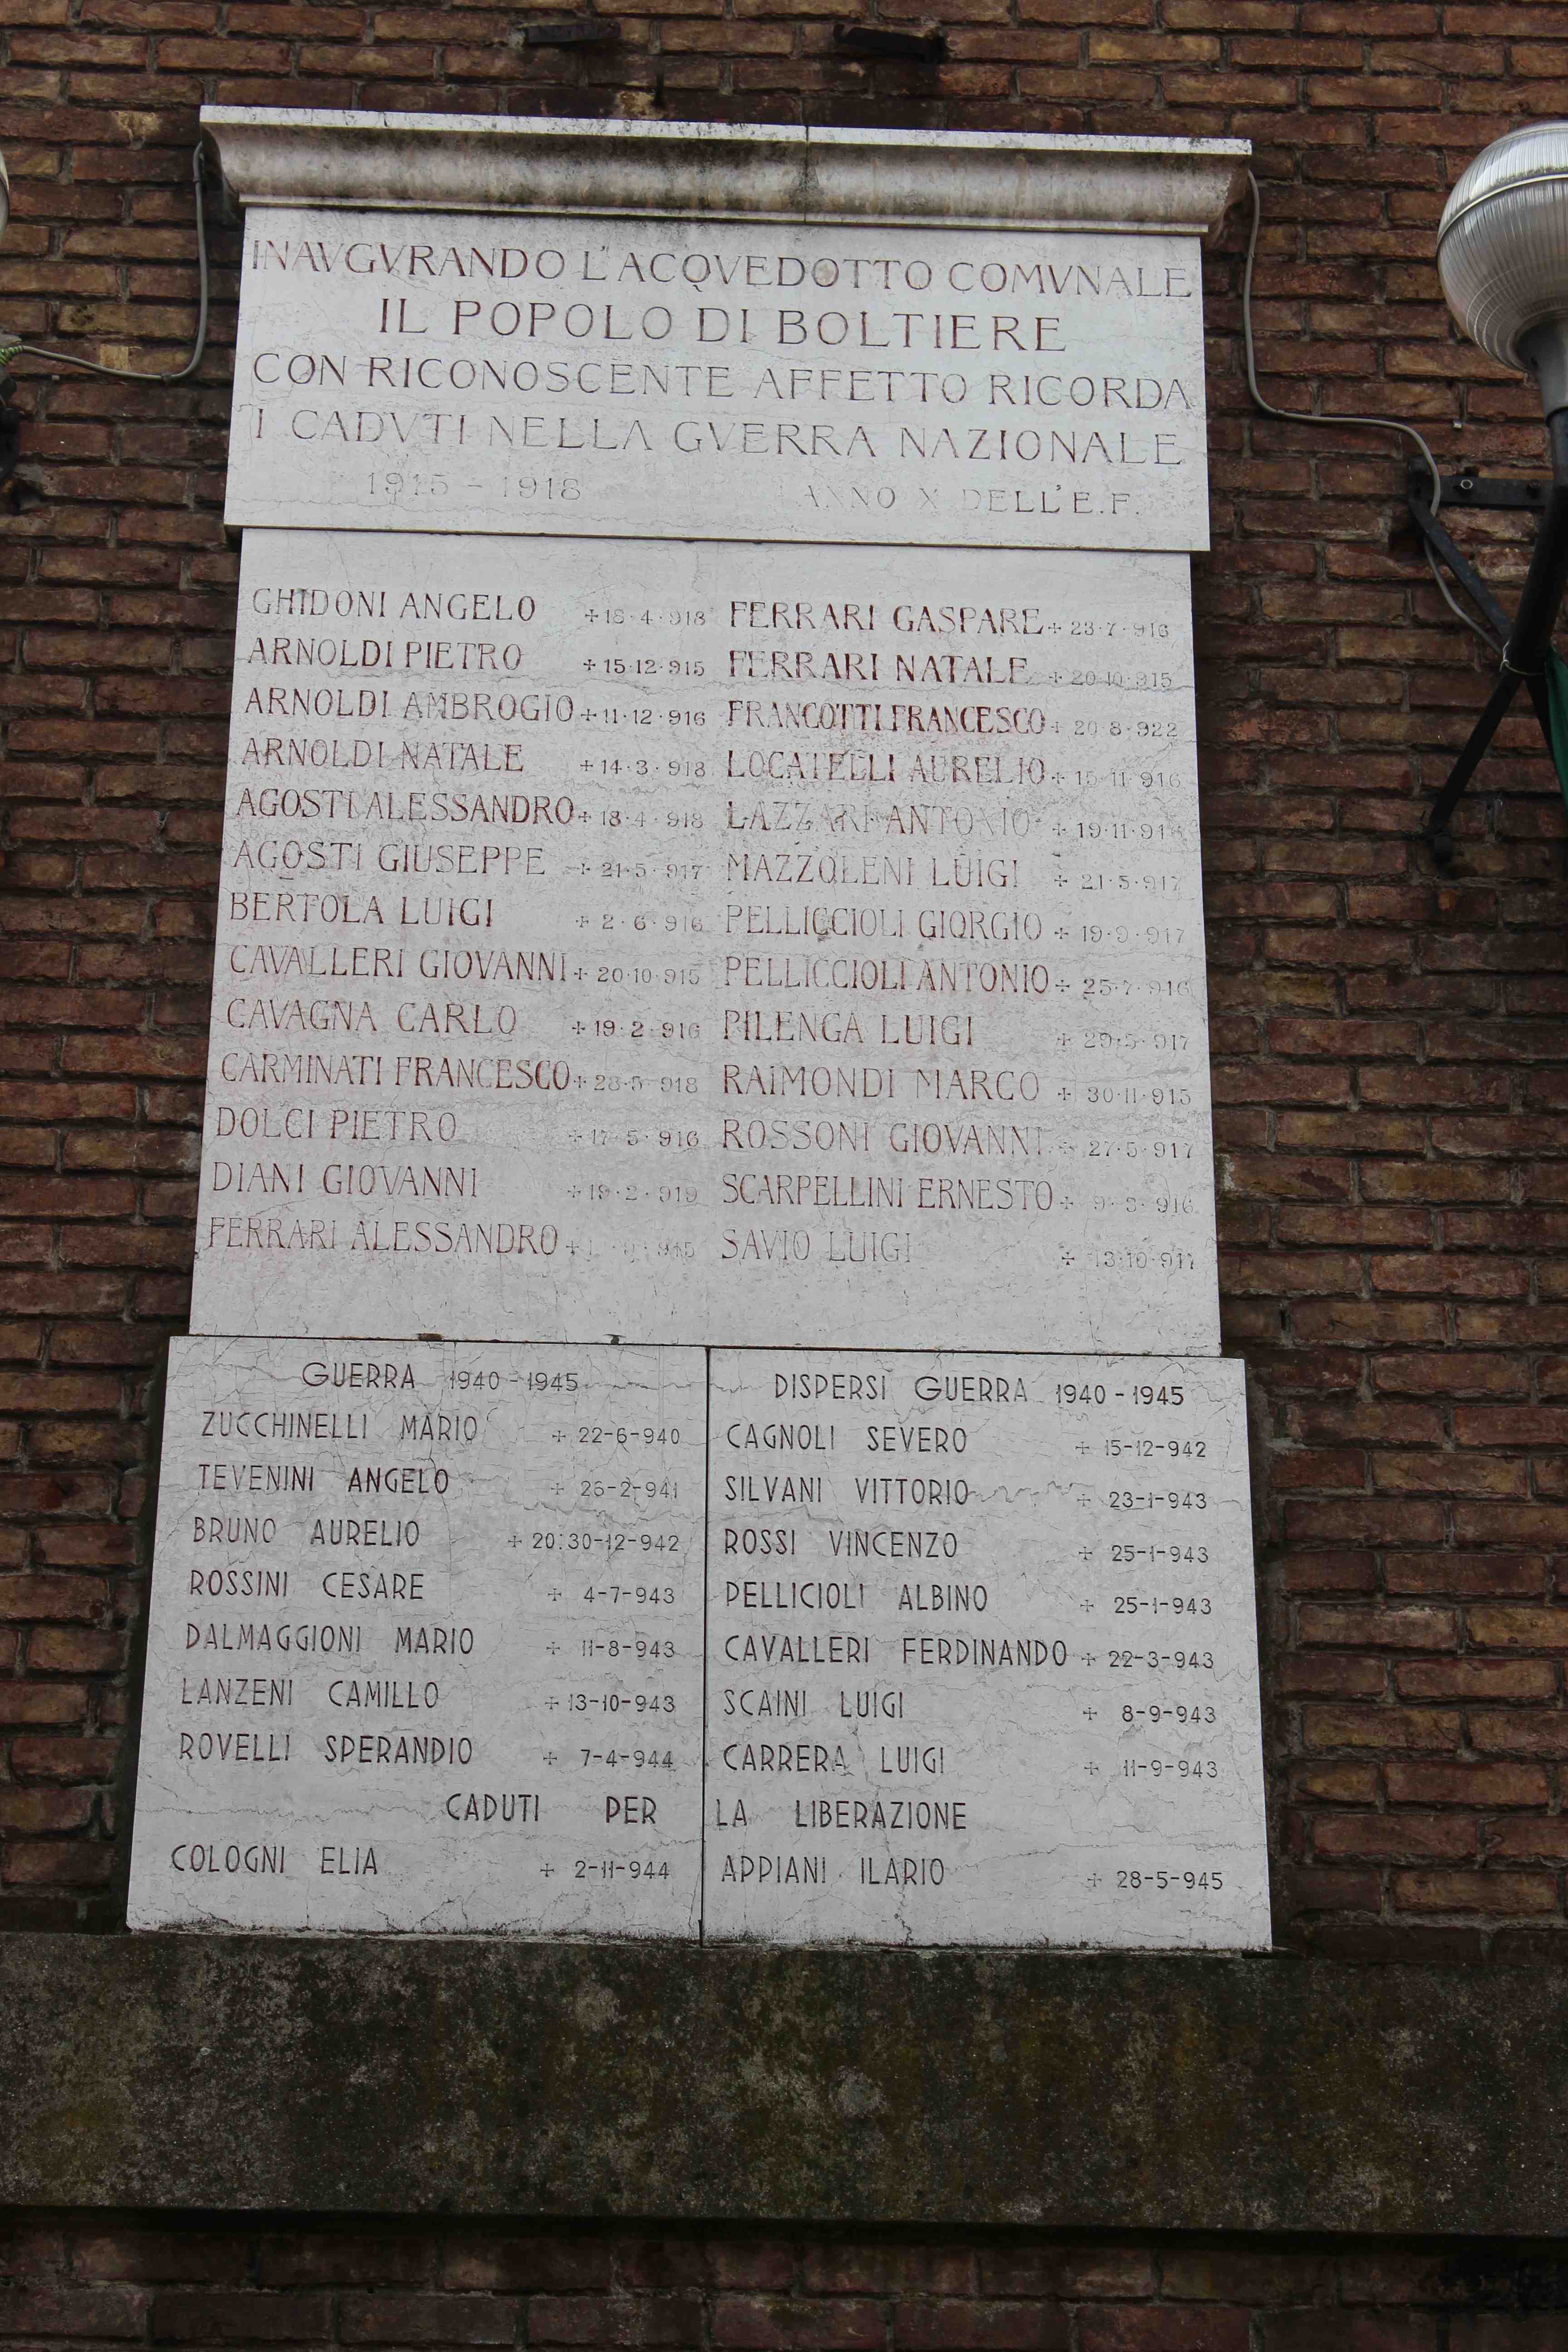 INAVGVRANDO L'ACQVEDOTTO COMVNALE
IL POPOLO DI BOLTIERE
CON RICONOSCENTE AFFETTO RICORDA
I CADVTI NELLA GVERRA NAZIONALE
1915 - 1918 ANNO X DELL'E.F.
GHIDONI ANGELO +18·4·918
ARNOLDI PIETRO +15·12·915
ARNOLDI AMBROGIO +11·12·916
ARNOLDI NATALE +14·3·918
AGOSTI ALESSANDRO +18·4·918
AGOSTI GIUSEPPE +21·5·917
BERTOLA LUIGI +2·6·916
CAVALLERI GIOVANNI +20·10·915
CAVAGNA CARLO +19·2·916
CARMINATI FRANCESCO +28·5·918
DOLCI PIETRO +17·5·916
DIANI GIOVANNI +19·2·919
FERRARI ALESSANDRO
FERRARI GASPARE +23·7·916
FERRARI NATALE +20·10·915
FRANCOTTI FRANCESCO +20·8·922
LOCATELLI AURELIO +15·11·916
LAZZARI ANTONIO
MAZZOLENI LUIGI +21·5·917
PELLICCIOLI GIORGIO +19·9·917
PELLICCIOLI ANTONIO +25·7·916
PILENGA LUIGI +29·5·917
RAIMONDI MARCO +30·11·915
ROSSONI GIOVANNI +27·5·917
SCARPELLINI ERNESTO
SAVIO LUIGI +13·10·917
GUERRA 1940-1945
ZUCCHINELLI MARIO + 22-6-940
TEVENINI ANGELO + 26-2-941
BRUNO AURELIO + 20:30-12-942
ROSSINI CESARE + 4-7-943
DALMAGGIONI MARIO + 11-8-943
LANZENI CAMILLO +13-10-943
ROVELLI SPERANDIO + 7-4-944
DISPERSI GUERRA 1940-1945
CAGNOLI SEVERO + 15-12-942
SILVANI VITTORIO + 23-1-943
ROSSI VINCENZO + 25-1-943
PELLICIOLI ALBINO + 25-1-943
CAVALLERI FERDINANDO + 22-3-943
SCAINI LUIGI + 8-9-943
CARRERA LUIGI + 11-9-943
CADUTI PER LA LIBERAZIONE
COLOGNI ELIA + 2-11-944
APPIANI ILARIO + 28-5-945